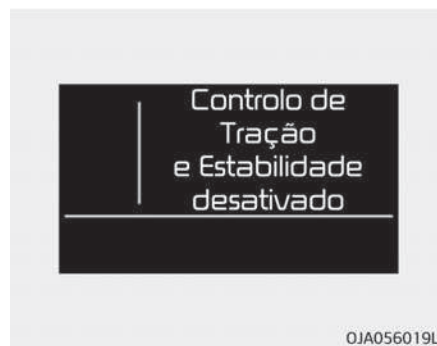 Controlo de
Tração
e Estabilidade
desativado
OJA056019L